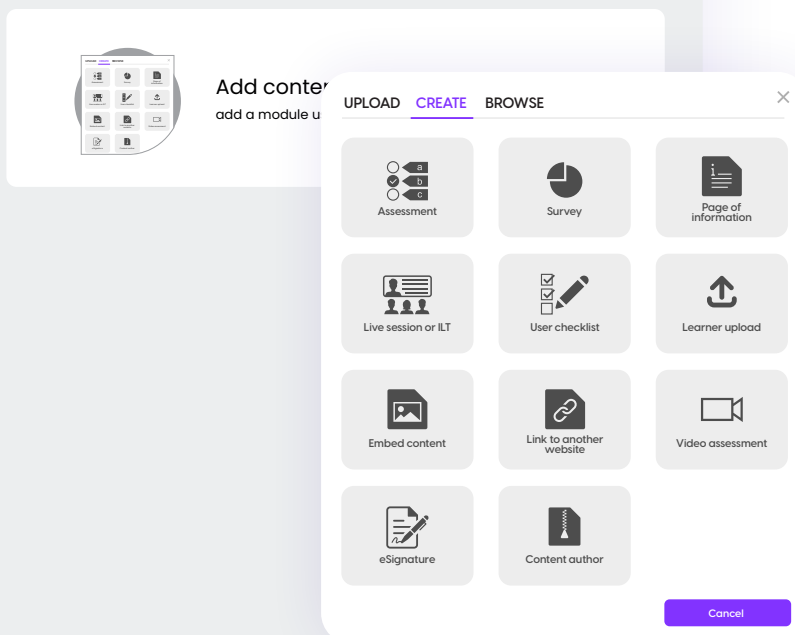 Add conter
add a module u
UPLOAD CREATE BROWSE
a
b
c
Assessment
Survey
i
Page of
information
Live session or ILT
User checklist
Learner upload
Embed content
Link to another
website
Video assessment
eSignature
Content author
Cancel